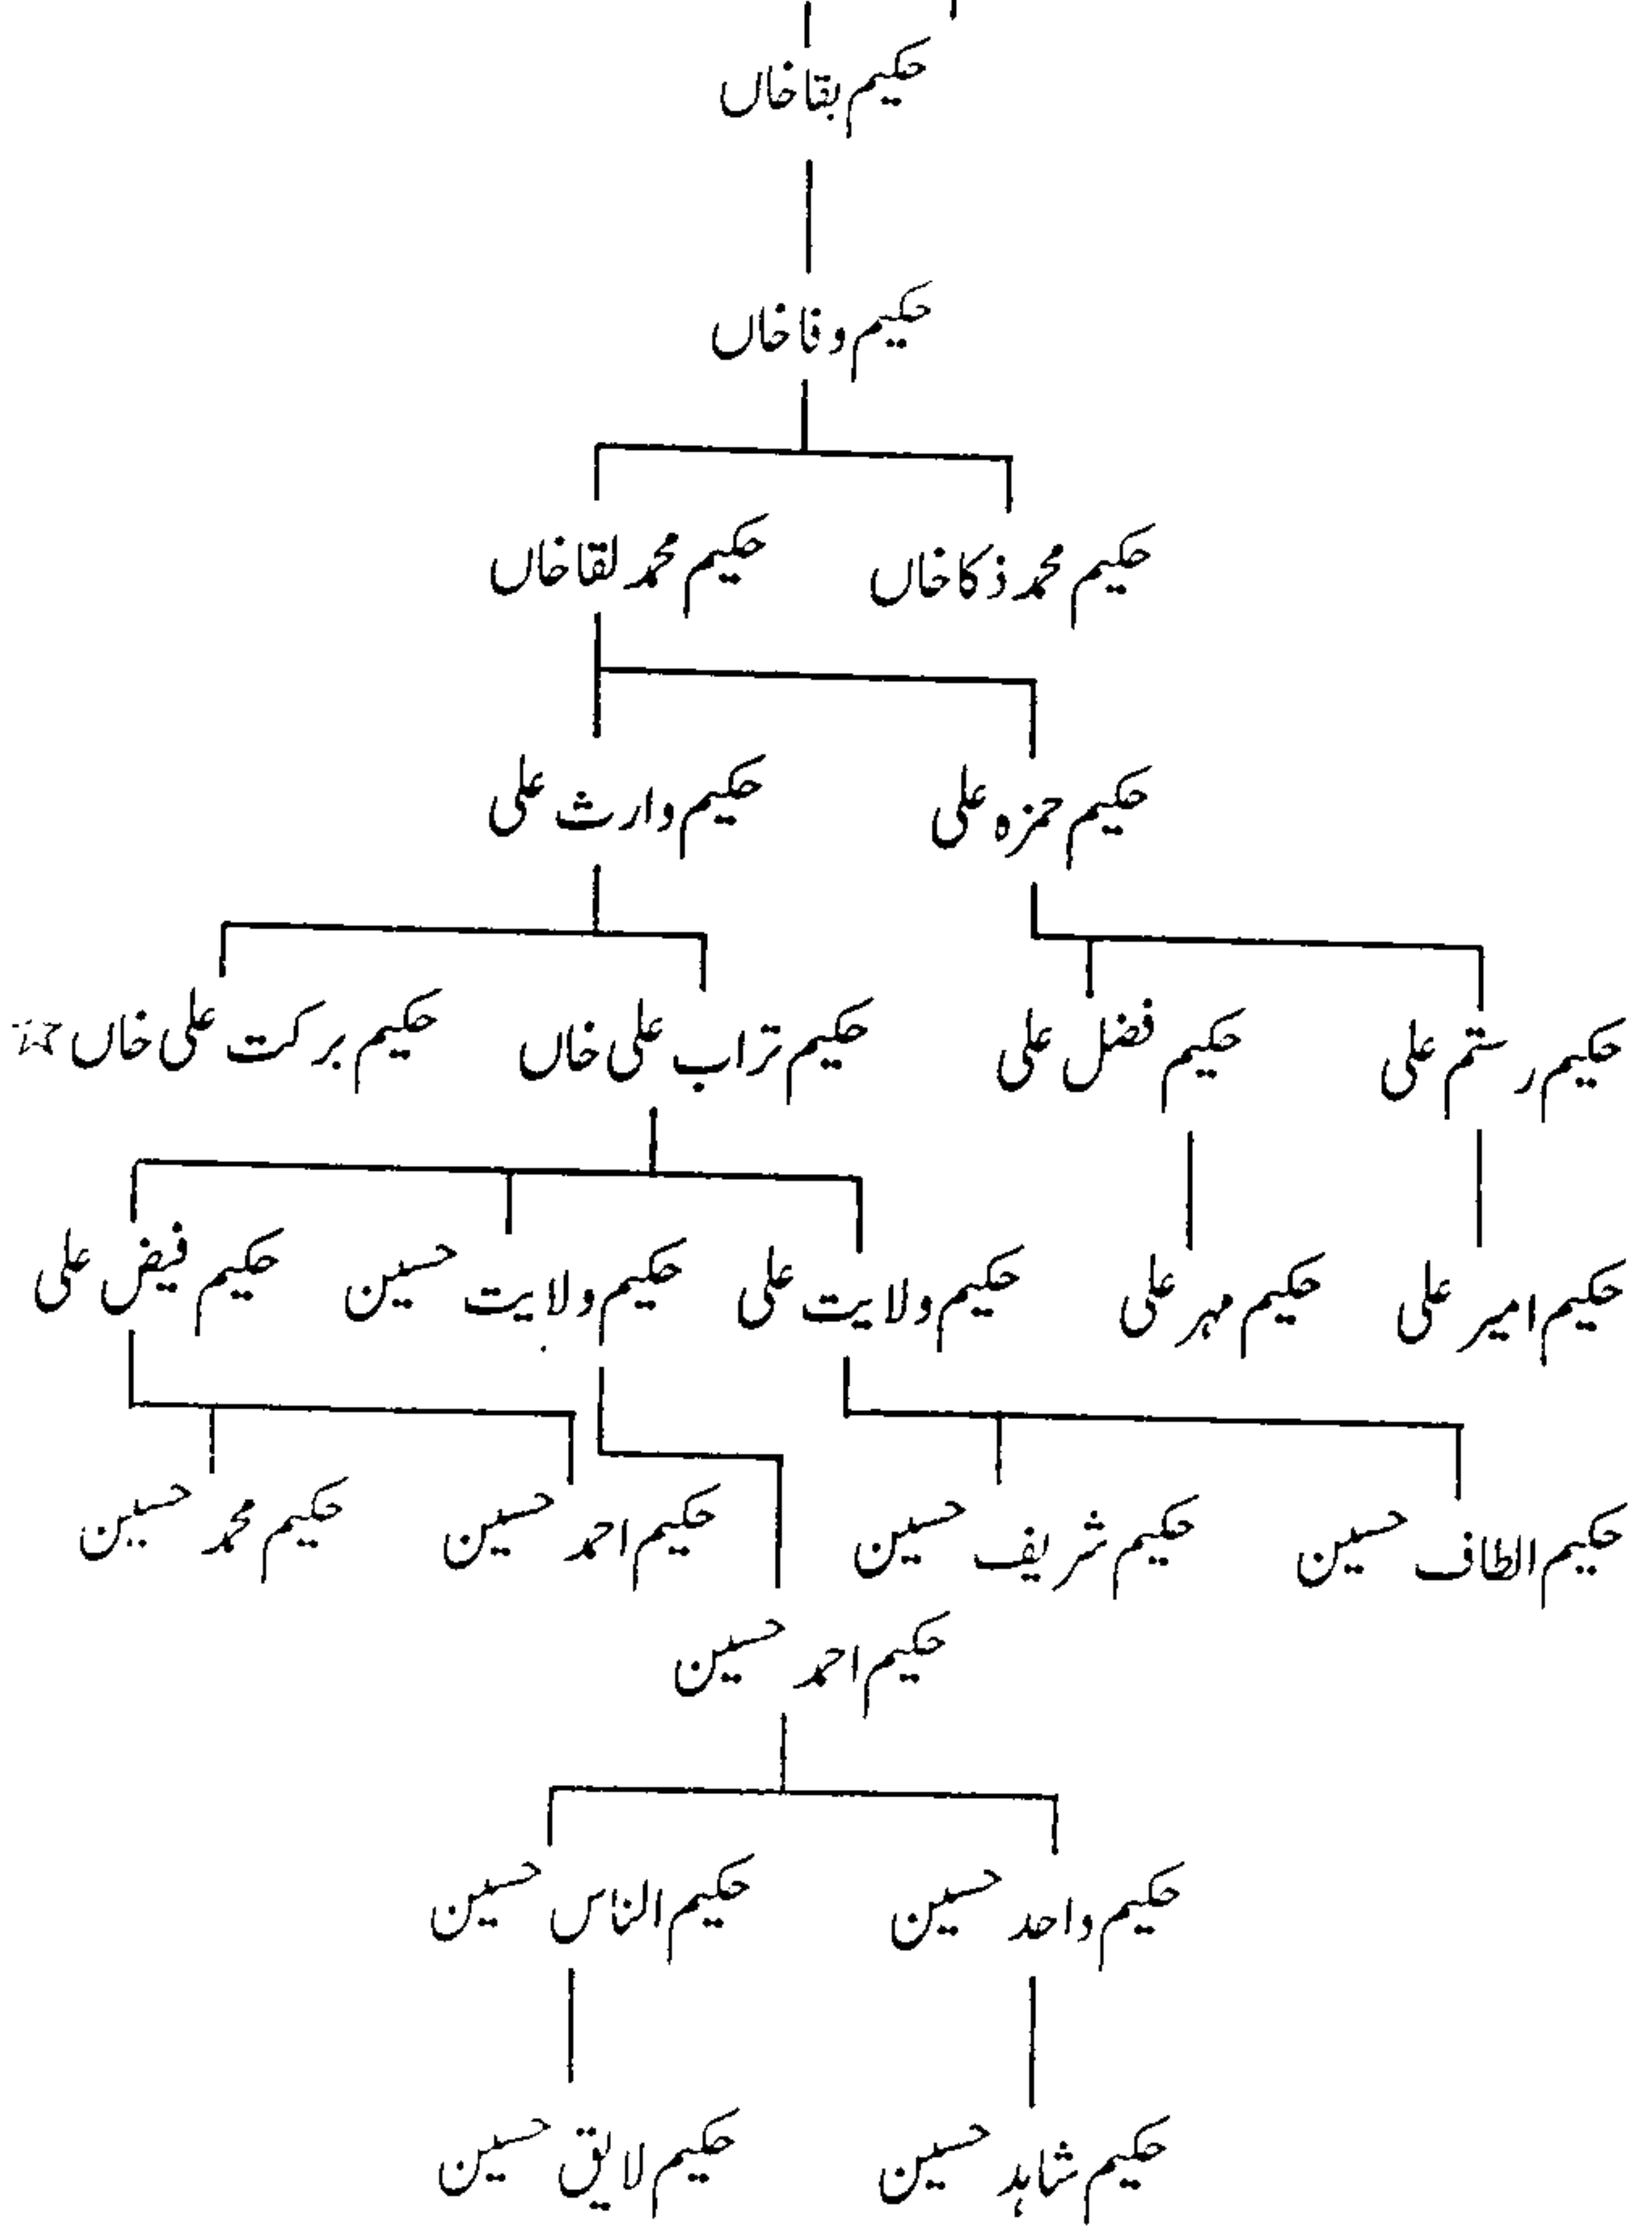 حکیم بقا خاں
حکیم وفا خاں
حکیم محمد ذکا خاں
حکیم محمد لقا خاں
حکیم حمزہ علی
حکیم وارث علی
حکیم رستم علی
حکیم فضل علی
حکیم تراب علی خاں
حکیم برکت علی خاں
حکیم امیر علی
حکیم مہر علی
حکیم ولایت علی
حکیم ولایت حسین
حکیم فیض علی
حکیم الطاف حسین
حکیم شریف حسین
حکیم احمد حسین
حکیم محمد حسین
حکیم احمد حسین
حکیم واحد حسین
حکیم الناس حسین
حکیم شاہد حسین
حکیم لایق حسین